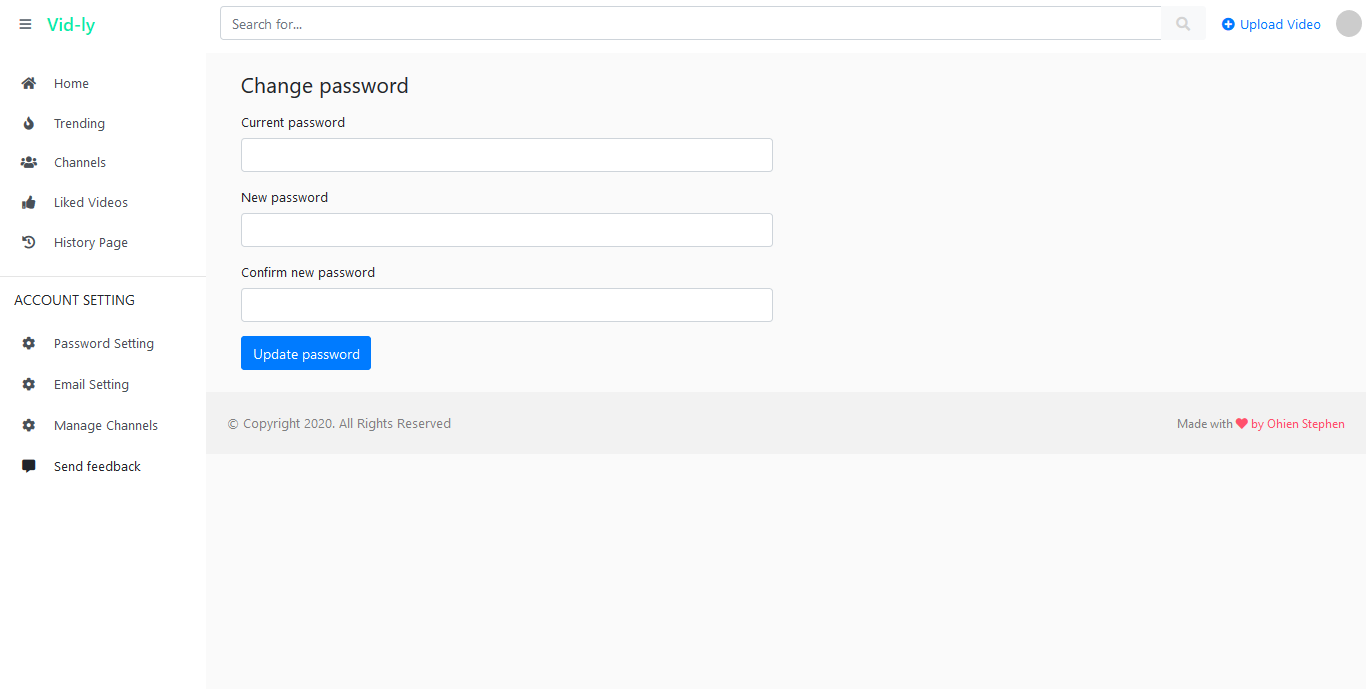 Vid-ly
Search for...
Upload Video
Home
Trending
Channels
Liked Videos
History Page
ACCOUNT SETTING
Password Setting
Email Setting
Manage Channels
Send feedback
Change password
Current password
New password
Confirm new password
Update password
© Copyright 2020. All Rights Reserved
Made with ❤ by Ohien Stephen